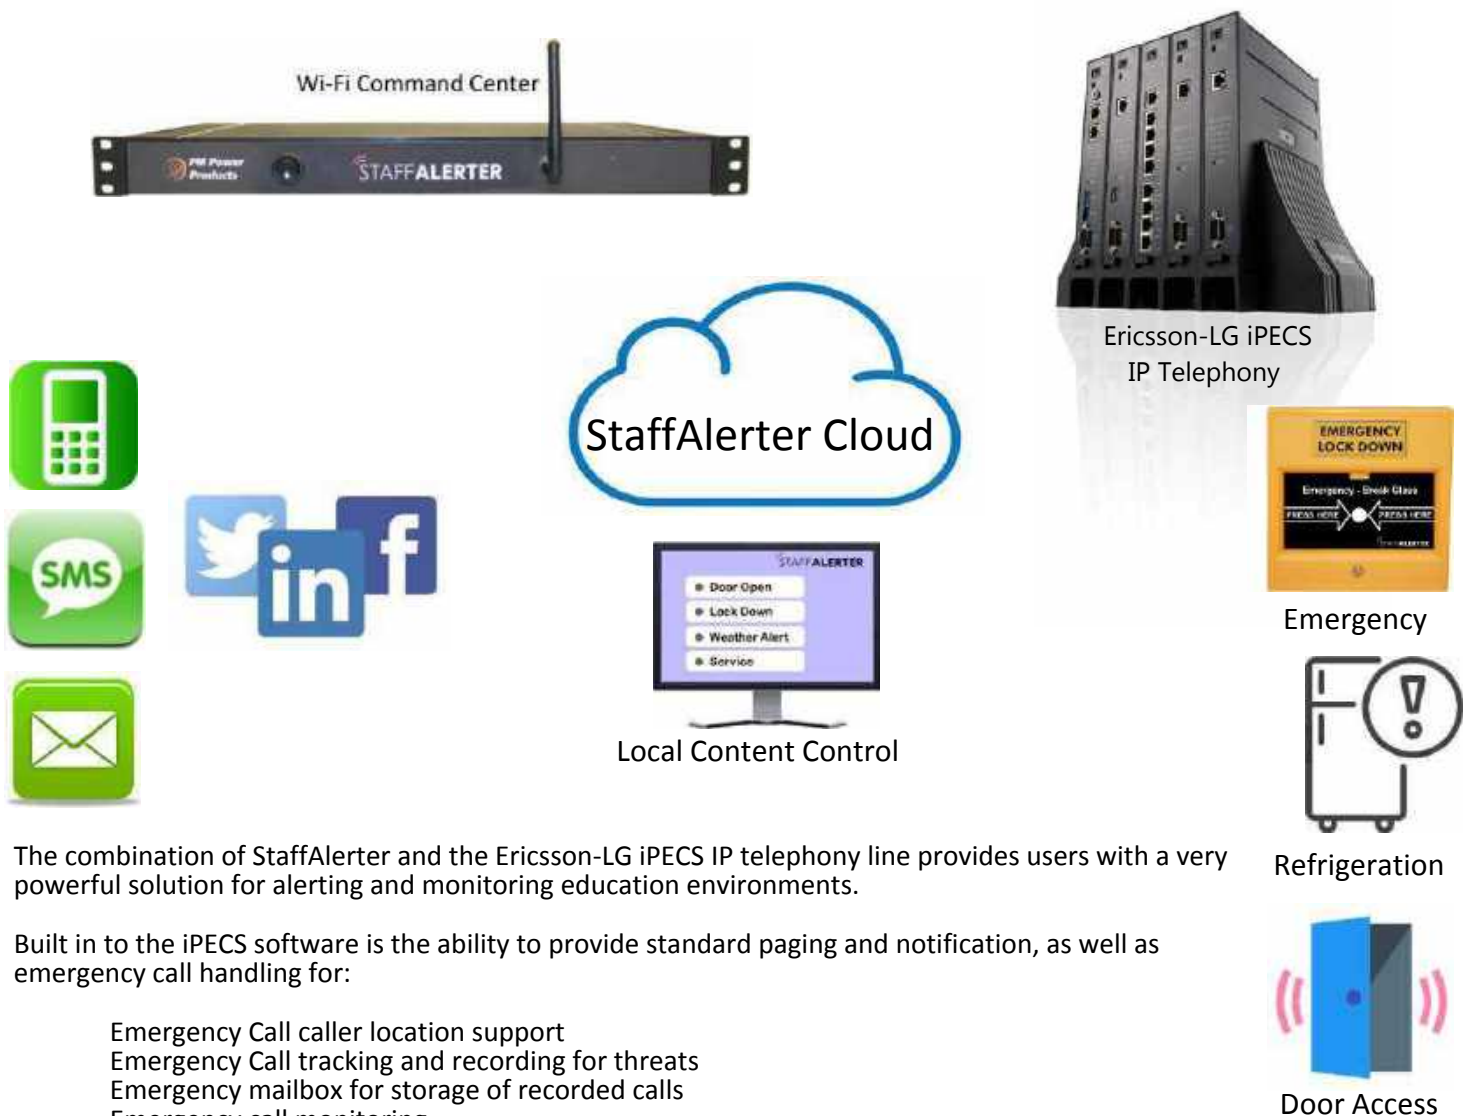 Wi-Fi Command Center
PM Power
Products
STAFFALERTER
Ericsson-LG iPECS
IP Telephony
StaffAlerter Cloud
EMERGENCY
LOCK DOWN
Emergency - Break Glass
PRESS HERE
PRESS HERE
STAFFALERTER
Emergency
SMS
in
f
STAFFALERTER
Door Open
Lock Down
Weather Alert
Service
Local Content Control
Refrigeration
The combination of StaffAlerter and the Ericsson-LG iPECS IP telephony line provides users with a very
powerful solution for alerting and monitoring education environments.
Built in to the iPECS software is the ability to provide standard paging and notification, as well as
emergency call handling for:
Emergency Call caller location support
Emergency Call tracking and recording for threats
Emergency mailbox for storage of recorded calls
Emergency call monitoring
Door Access